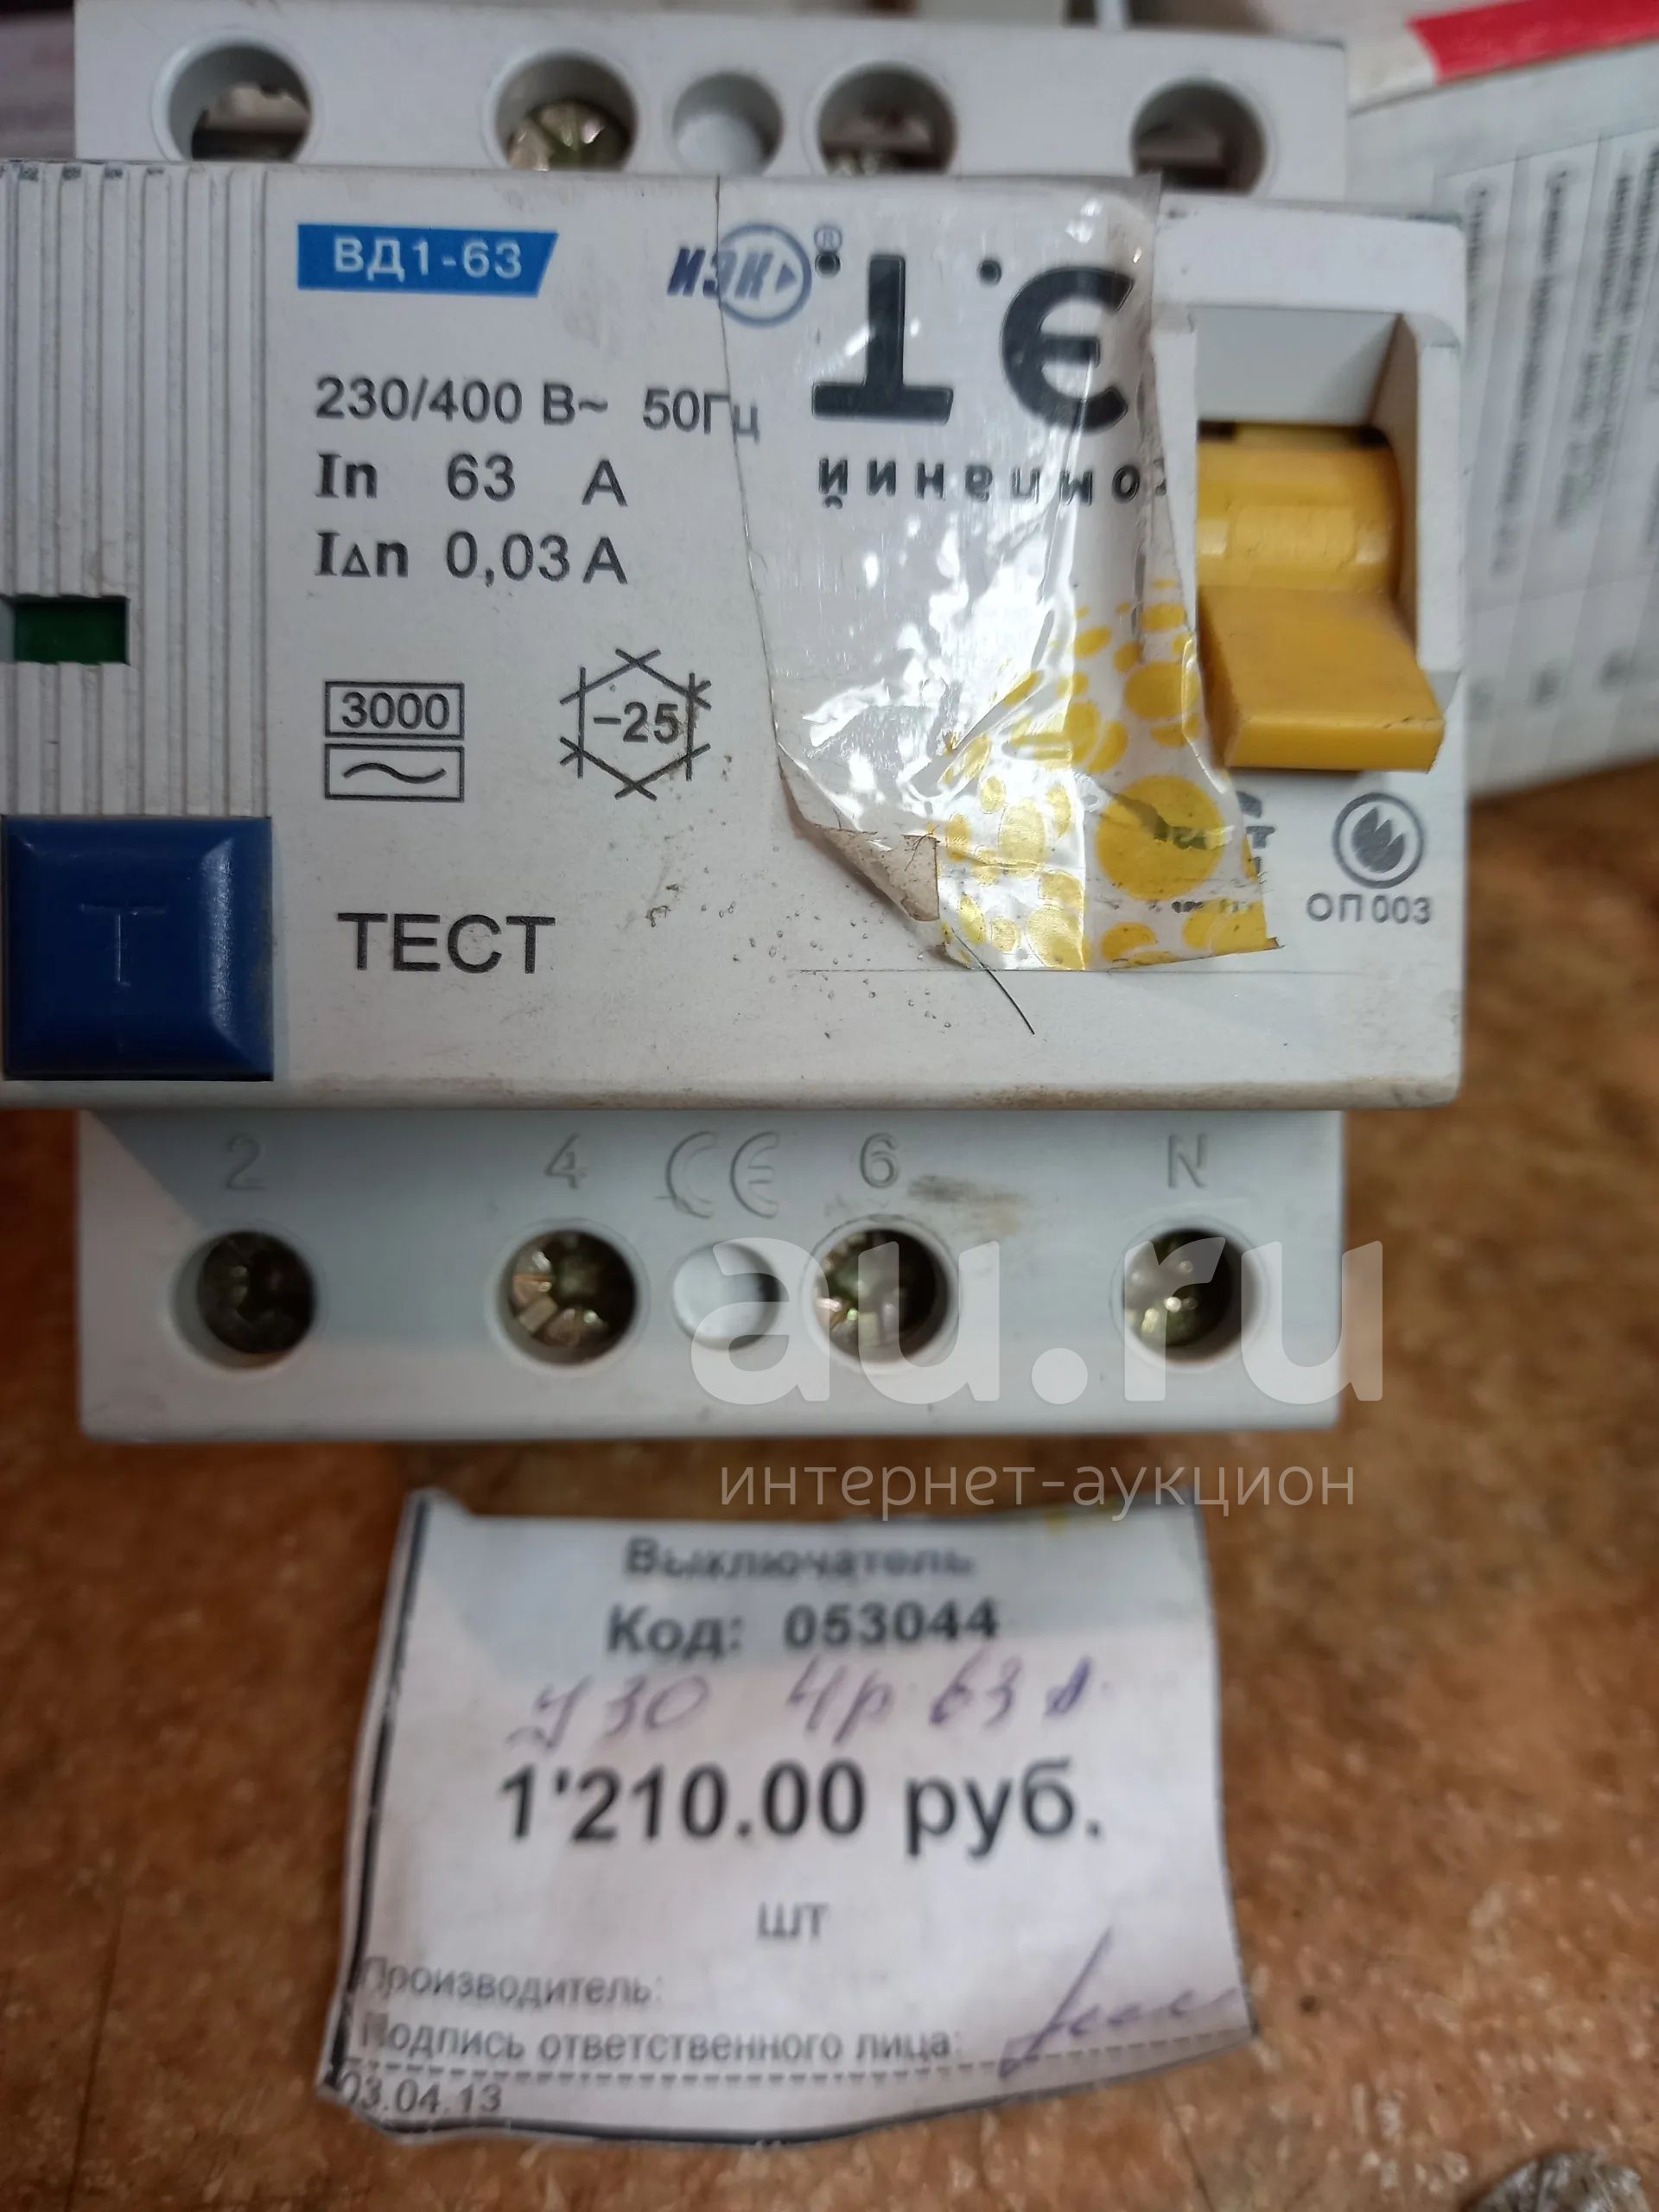 ВД1-63 ИЭК ®
Э.Т.
компаний
230/400 В~ 50Гц
In 63 А
IΔn 0,03 А
3000
-25
ТЕСТ
ОП003
T
2 4 CE 6 N
au.ru
интернет-аукцион
Выключатель
Код: 053044
УЗО 4р 63А.
1'210.00 руб.
шт
Производитель:
Подпись ответственного лица:
03.04.13